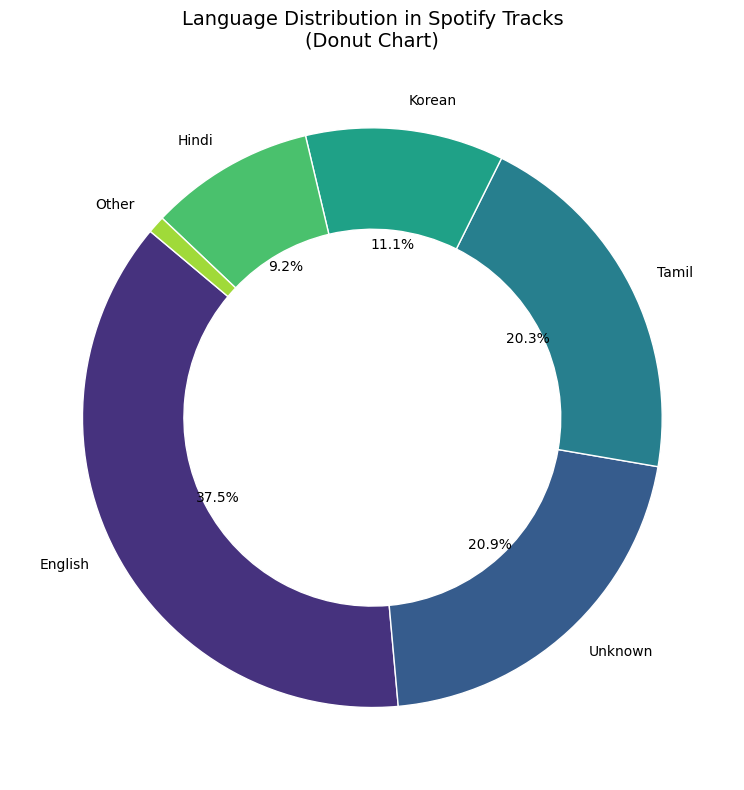 Language Distribution in Spotify Tracks
(Donut Chart)
Korean
Hindi
Other
11.1%
9.2%
Tamil
20.3%
37.5%
20.9%
English
Unknown